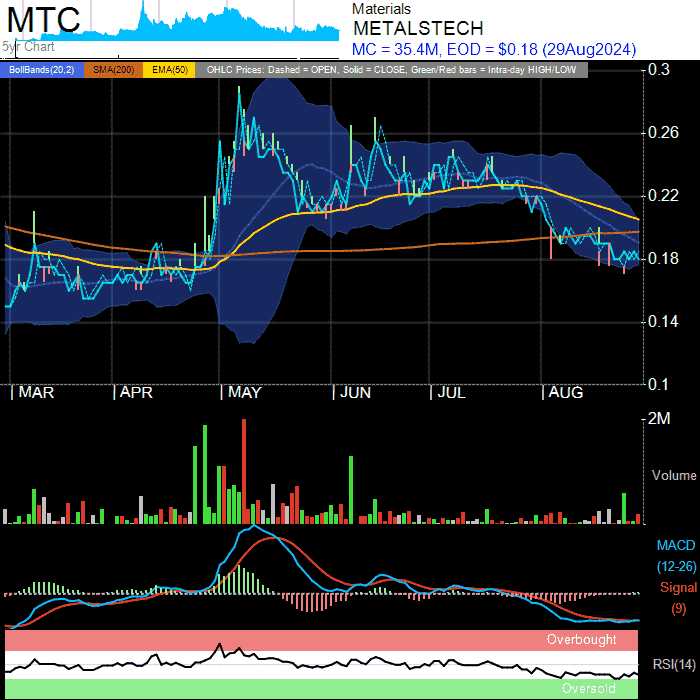 MTC
5yr Chart
Materials
METALSTECH
MC = 35.4M, EOD = $0.18 (29Aug2024)
BollBands(20,2) SMA(200) EMA(50) OHLC Prices: Dashed = OPEN, Solid = CLOSE, Green/Red bars = Intra-day HIGH/LOW
0.3
0.26
0.22
0.18
0.14
0.1
MAR APR MAY JUN JUL AUG
2M
Volume
MACD
(12-26)
Signal
(9)
Overbought
RSI(14)
Oversold